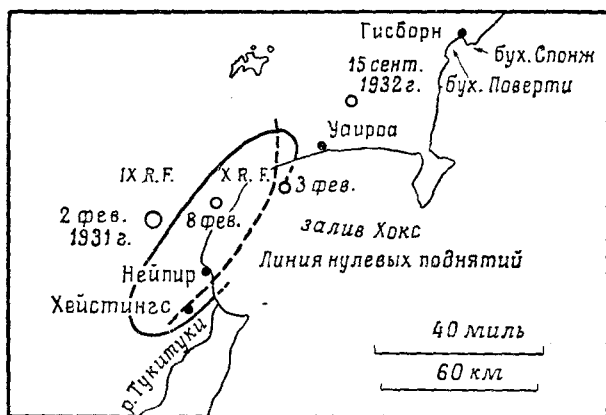 Гисборн
бух. Спонж
бух. Поверти
15 сент.
1932 г.
Уаироа
IX R.F.
X R.F.
3 фев.
2 фев.
1931 г.
8 фев.
залив Хокс
Линия нулевых поднятий
Нейпир
Хейстингс
р. Тукитуки
40 миль
60 км